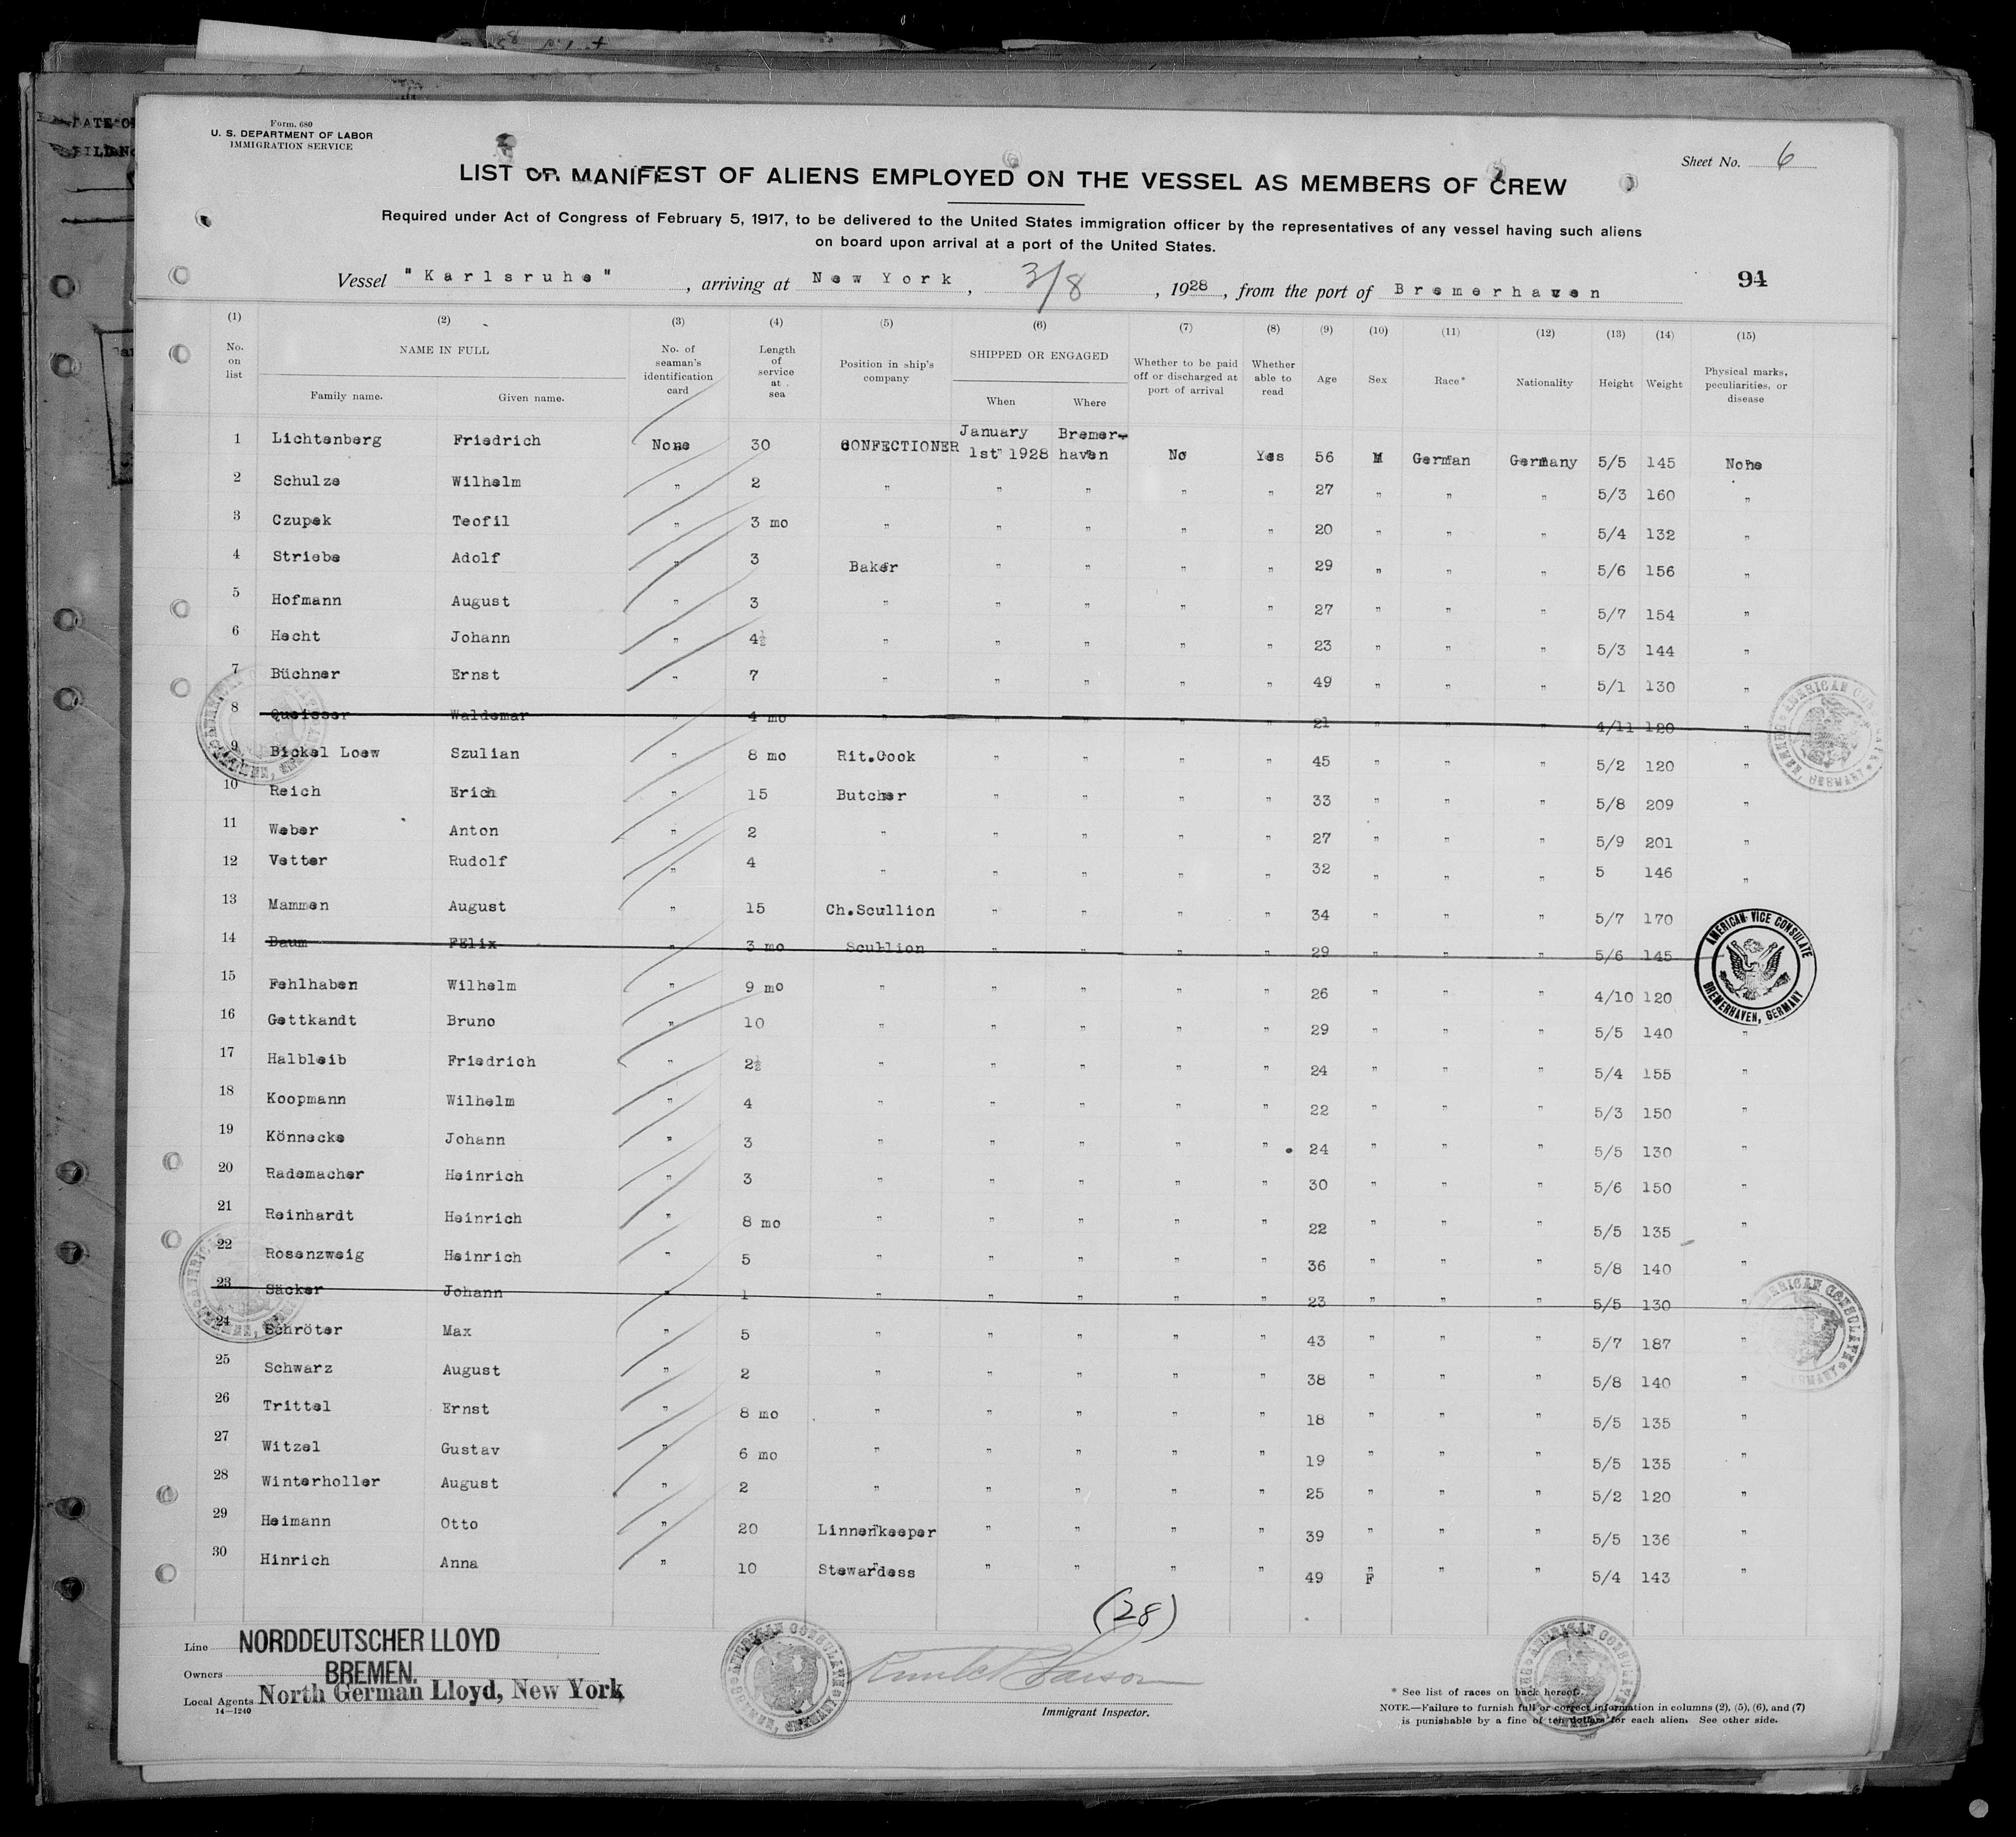 Form, 680
U. S. DEPARTMENT OF LABOR
IMMIGRATION SERVICE
Sheet No. 6
LIST OR MANIFEST OF ALIENS EMPLOYED ON THE VESSEL AS MEMBERS OF CREW
Required under Act of Congress of February 5, 1917, to be delivered to the United States immigration officer by the representatives of any vessel having such aliens
on board upon arrival at a port of the United States.
Vessel "Karlsruhe", arriving at New York, 3/8, 1928, from the port of Bremerhaven
94
(1) (2) (3) (4) (5) (6) (7) (8) (9) (10) (11) (12) (13) (14) (15)
No. on list NAME IN FULL Family name. Given name. No. of seaman's identification card Length of service at sea Position in ship's company SHIPPED OR ENGAGED When Where Whether to be paid off or discharged at port of arrival Whether able to read Age Sex Race* Nationality Height Weight Physical marks, peculiarities, or disease
1 Lichtenberg Friedrich None 30 CONFECTIONER January 1st 1928 Bremer-haven No Yes 56 M German Germany 5/5 145 None
2 Schulze Wilhelm " 2 " " " " " 27 " " " 5/3 160 "
3 Czupek Teofil " 3 mo " " " " " 20 " " " 5/4 132 "
4 Striebe Adolf " 3 Baker " " " " 29 " " " 5/6 156 "
5 Hofmann August " 3 " " " " " 27 " " " 5/7 154 "
6 Hecht Johann " 4½ " " " " " 23 " " " 5/3 144 "
7 Büchner Ernst " 7 " " " " " 49 " " " 5/1 130 "
8 Queisser Waldemar " 4 mo " " " " " 21 " " " 4/11 120 "
9 Bickel Loew Szulian " 8 mo Rit.Cook " " " " 45 " " " 5/2 120 "
10 Reich Erich " 15 Butcher " " " " 33 " " " 5/8 209 "
11 Weber Anton " 2 " " " " " 27 " " " 5/9 201 "
12 Vetter Rudolf " 4 " " " " " 32 " " " 5 146 "
13 Mammen August " 15 Ch.Scullion " " " " 34 " " " 5/7 170
14 Baum FElix " 3 mo Scullion " " " " 29 " " " 5/6 145
15 Fehlhaben Wilhelm " 9 mo " " " " " 26 " " " 4/10 120
16 Gettkandt Bruno " 10 " " " " " 29 " " " 5/5 140 "
17 Halbleib Friedrich " 2½ " " " " " 24 " " " 5/4 155 "
18 Koopmann Wilhelm " 4 " " " " " 22 " " " 5/3 150 "
19 Könnecke Johann " 3 " " " " " 24 " " " 5/5 130 "
20 Rademacher Heinrich " 3 " " " " " 30 " " " 5/6 150 "
21 Reinhardt Heinrich " 8 mo " " " " " 22 " " " 5/5 135 "
22 Rosenzweig Heinrich " 5 " " " " " 36 " " " 5/8 140 "
23 Säcker Johann " 1 " " " " " 23 " " " 5/5 130 "
24 Schröter Max " 5 " " " " " 43 " " " 5/7 187 "
25 Schwarz August " 2 " " " " " 38 " " " 5/8 140 "
26 Trittel Ernst " 8 mo " " " " " 18 " " " 5/5 135 "
27 Witzel Gustav " 6 mo " " " " " 19 " " " 5/5 135 "
28 Winterholler August " 2 " " " " " 25 " " " 5/2 120 "
29 Heimann Otto " 20 Linnenkeeper " " " " 39 " " " 5/5 136 "
30 Hinrich Anna " 10 Stewardess " " " " 49 F " " 5/4 143 "
AMERICAN VICE CONSULATE BREMERHAVEN, GERMANY
(28)
Line NORDDEUTSCHER LLOYD
Owners BREMEN.
Local Agents North German Lloyd, New York
14—1240
Immigrant Inspector.
* See list of races on back hereof.
NOTE.—Failure to furnish full or correct information in columns (2), (5), (6), and (7)
is punishable by a fine of ten dollars for each alien. See other side.